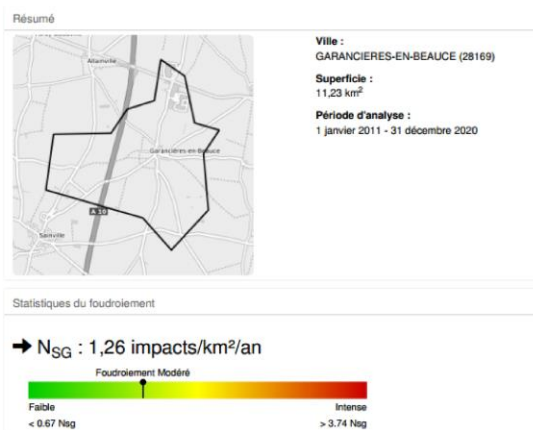 Résumé
Allainville
Garancières-en-Beauce
A 10
Sainville
Ville :
GARANCIERES-EN-BEAUCE (28169)
Superficie :
11,23 km²
Période d'analyse :
1 janvier 2011 - 31 décembre 2020
Statistiques du foudroiement
➔ NSG : 1,26 impacts/km²/an
Foudroiement Modéré
Faible
Intense
< 0.67 Nsg
> 3.74 Nsg